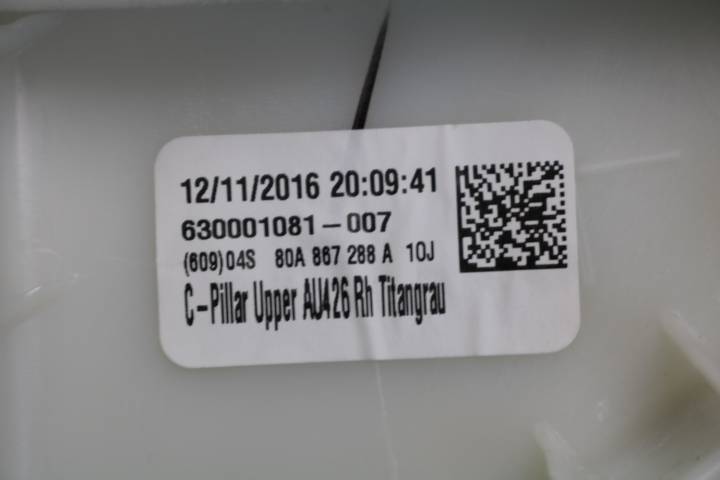 12/11/2016 20:09:41
630001081-007
(609)04S 80A 867 288 A 10J
C-Pillar Upper AU426 Rh Titangrau